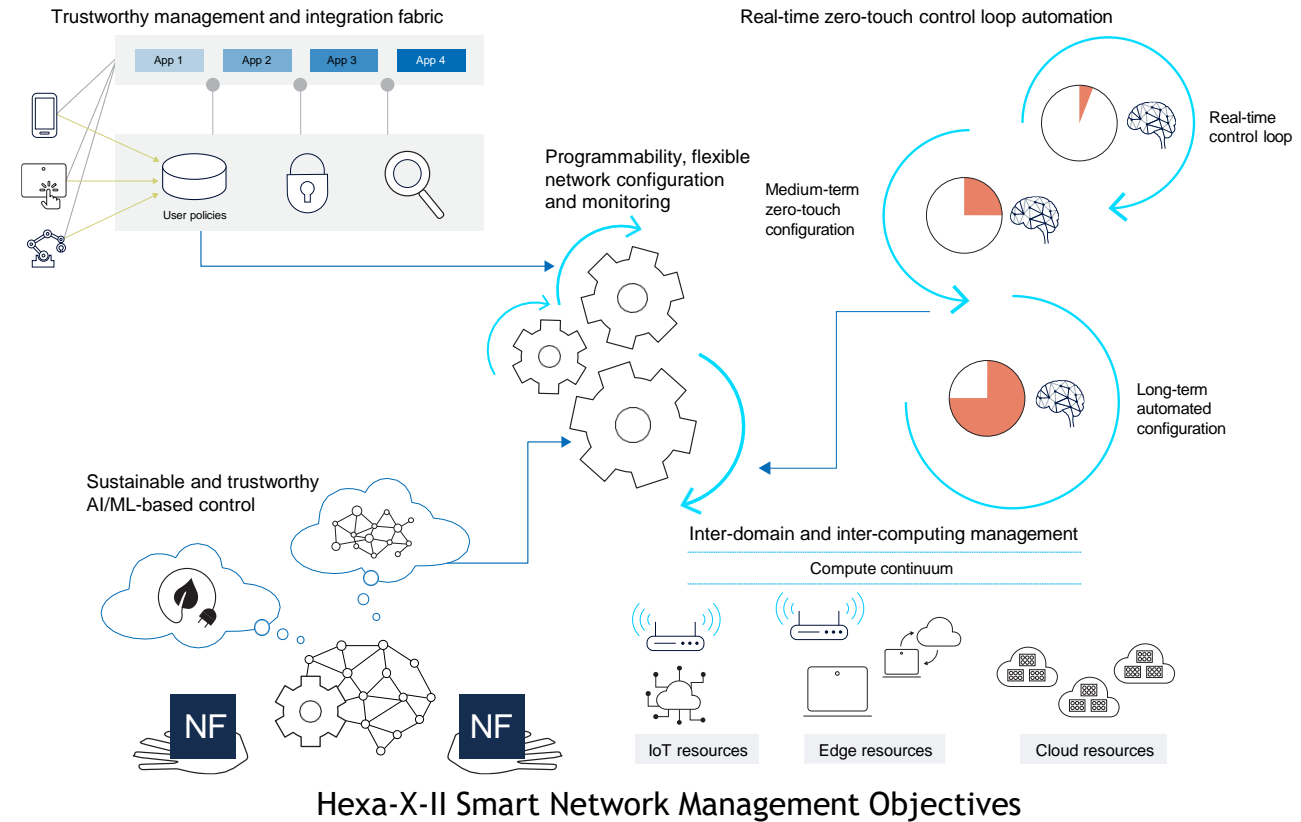 Trustworthy management and integration fabric
App 1
App 2
App 3
App 4
User policies
Real-time zero-touch control loop automation
Real-time
control loop
Medium-term
zero-touch
configuration
Long-term
automated
configuration
Programmability, flexible
network configuration
and monitoring
Sustainable and trustworthy
AI/ML-based control
NF
NF
Inter-domain and inter-computing management
Compute continuum
IoT resources
Edge resources
Cloud resources
Hexa-X-II Smart Network Management Objectives